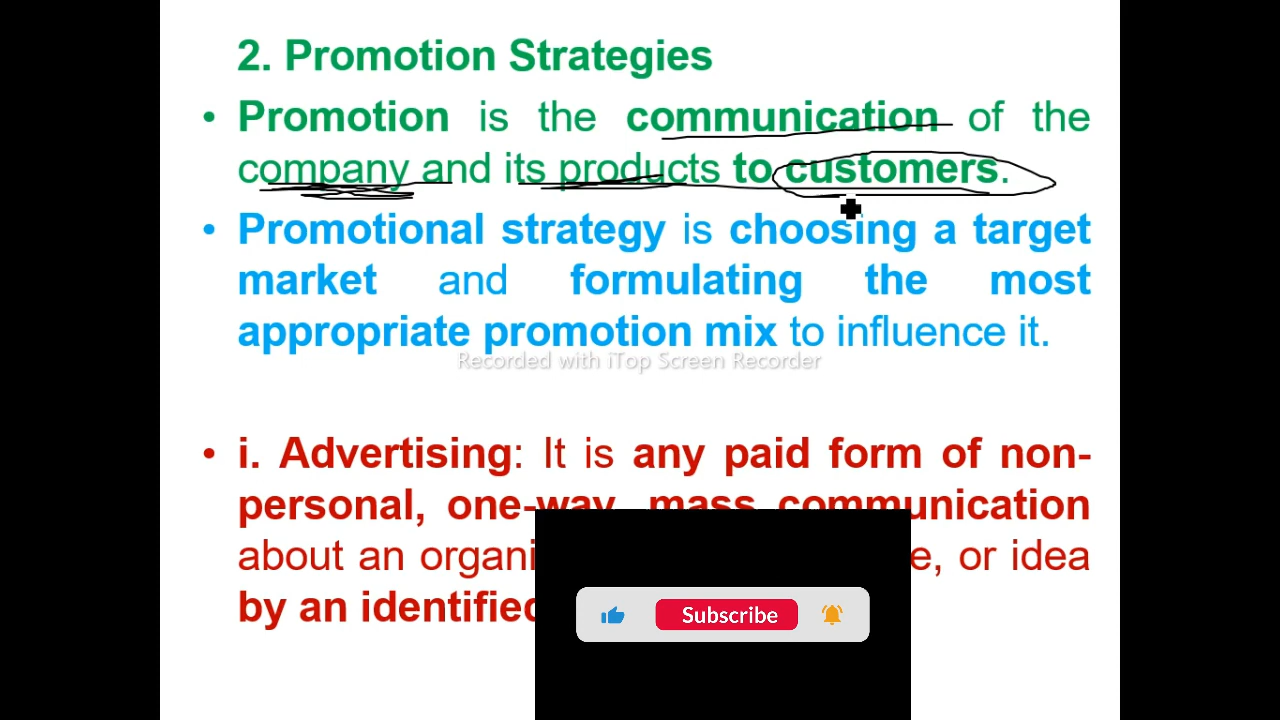 2. Promotion Strategies
• Promotion is the communication of the
company and its products to customers.
• Promotional strategy is choosing a target
market and formulating the most
appropriate promotion mix to influence it.
Recorded with iTop Screen Recorder
• i. Advertising: It is any paid form of non-
personal, one-way, mass communication
about an or idea
by an identified
Subscribe